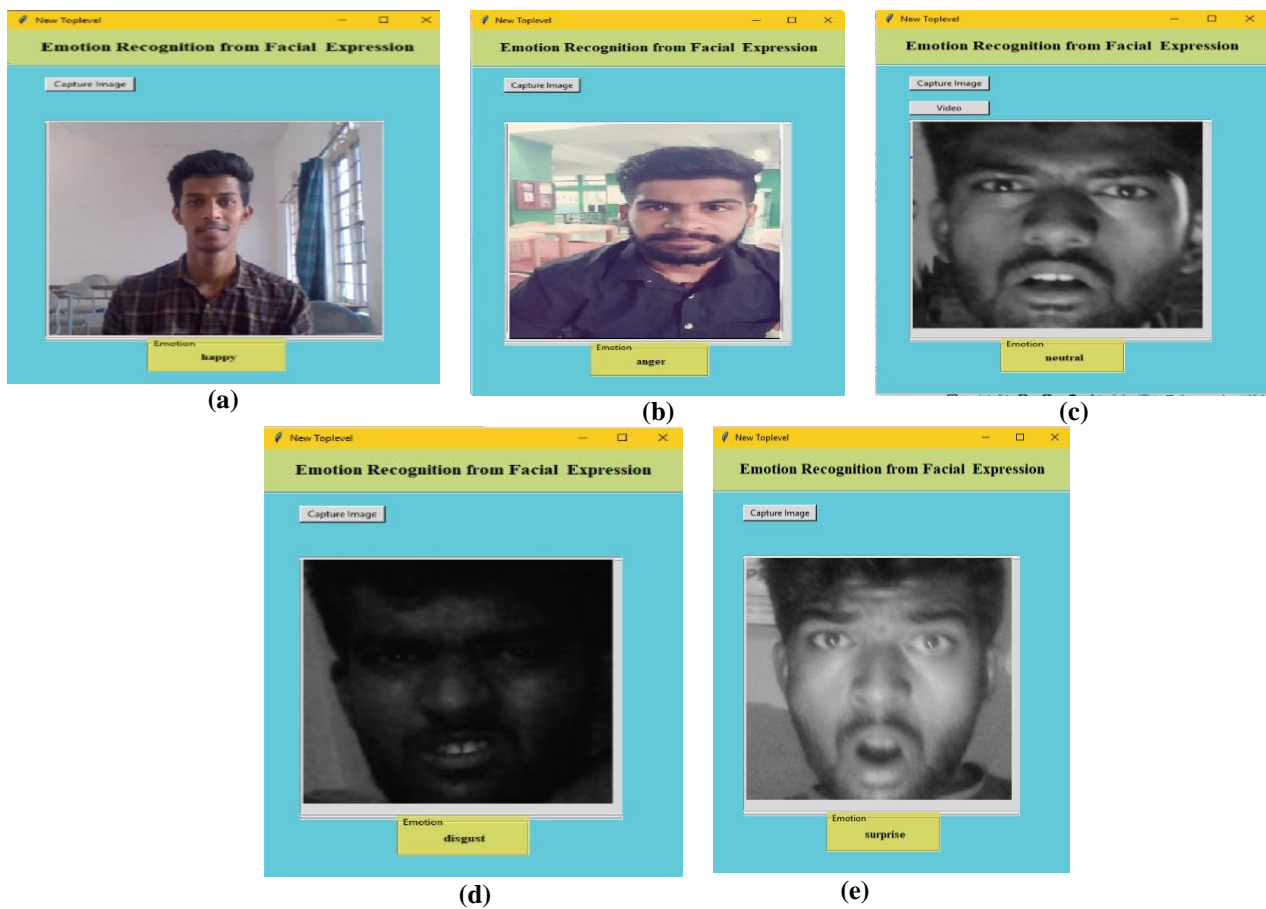 New Toplevel
Emotion Recognition from Facial Expression
Capture Image
Emotion
happy
(a)
New Toplevel
Emotion Recognition from Facial Expression
Capture Image
Emotion
anger
(b)
New Toplevel
Emotion Recognition from Facial Expression
Capture Image
Video
Emotion
neutral
(c)
New Toplevel
Emotion Recognition from Facial Expression
Capture Image
Emotion
disgust
(d)
New Toplevel
Emotion Recognition from Facial Expression
Capture Image
Emotion
surprise
(e)